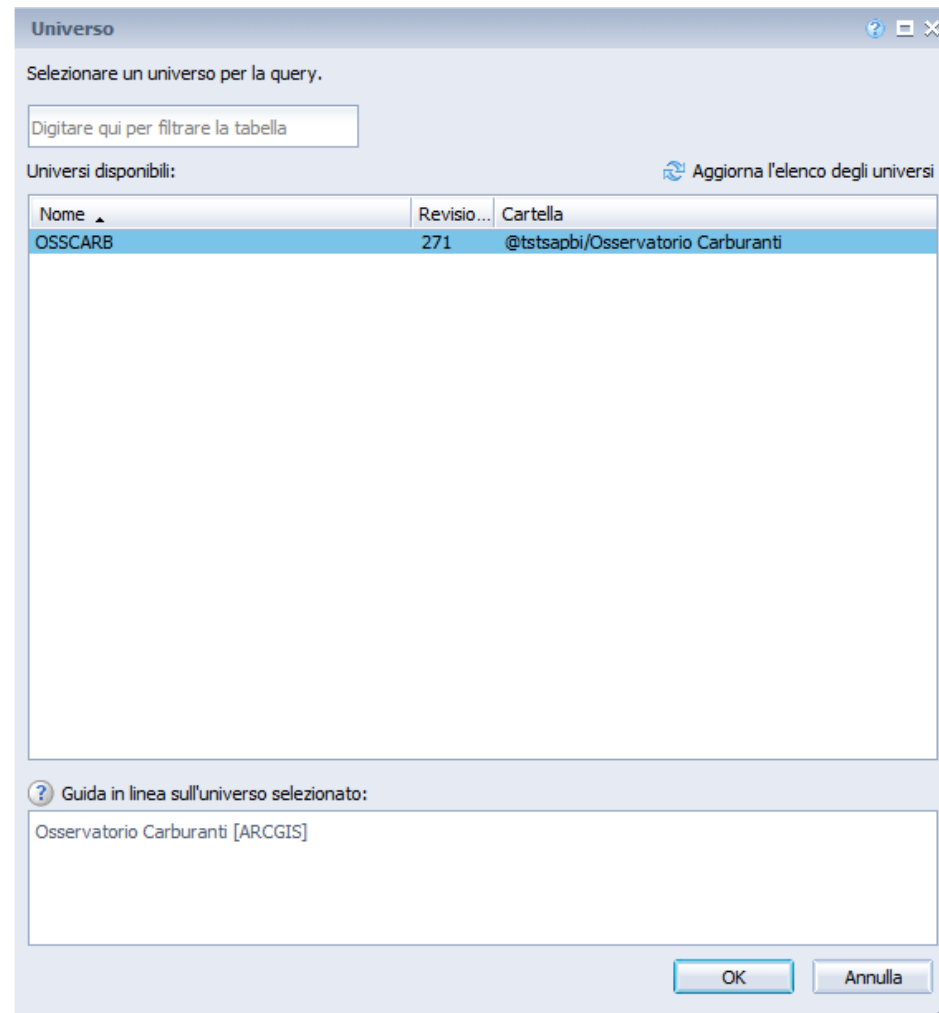 Universo
Selezionare un universo per la query.
Digitare qui per filtrare la tabella
Universi disponibili: Aggiorna l'elenco degli universi
Nome Revisio... Cartella
OSSCARB 271 @tstsapbi/Osservatorio Carburanti
Guida in linea sull'universo selezionato:
Osservatorio Carburanti [ARCGIS]
OK Annulla